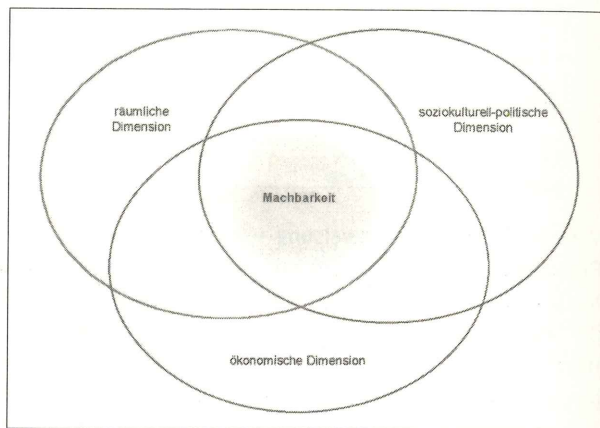 räumliche
Dimension
soziokulturell-politische
Dimension
Machbarkeit
ökonomische Dimension